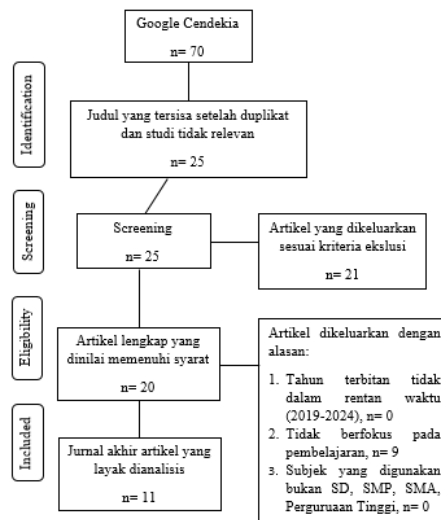 Google Cendekia
n= 70
Identification
Judul yang tersisa setelah duplikat
dan studi tidak relevan
n= 25
Screening
Screening
n= 25
Artikel yang dikeluarkan
sesuai kriteria ekslusi
n= 21
Eligibility
Artikel lengkap yang
dinilai memenuhi syarat
n= 20
Artikel dikeluarkan dengan
alasan:
1. Tahun terbitan tidak
dalam rentan waktu
(2019-2024), n= 0
2. Tidak berfokus pada
pembelajaran, n= 9
3. Subjek yang digunakan
bukan SD, SMP, SMA,
Perguruaan Tinggi, n= 0
Included
Jurnal akhir artikel yang
layak dianalisis
n= 11